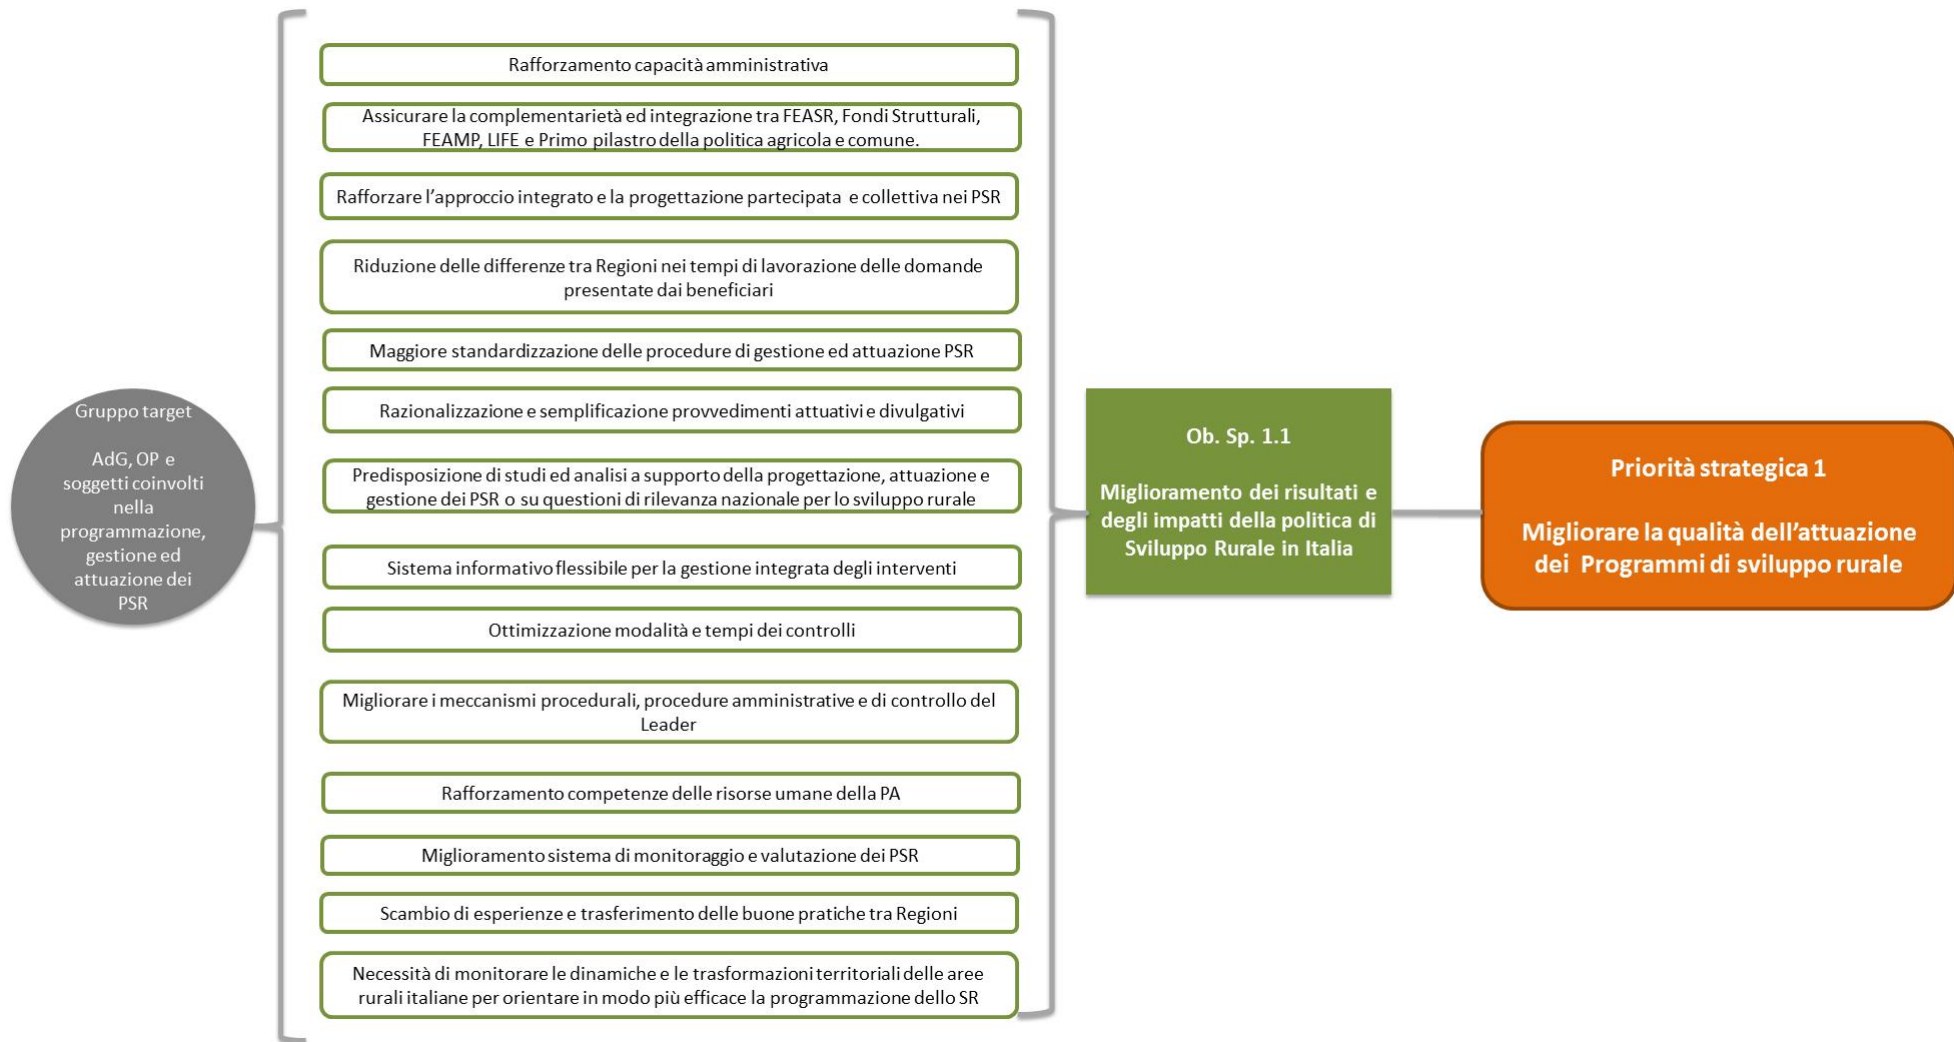 Gruppo target
AdG, OP e
soggetti coinvolti
nella
programmazione,
gestione ed
attuazione dei
PSR
Rafforzamento capacità amministrativa
Assicurare la complementarietà ed integrazione tra FEASR, Fondi Strutturali,
FEAMP, LIFE e Primo pilastro della politica agricola e comune.
Rafforzare l’approccio integrato e la progettazione partecipata e collettiva nei PSR
Riduzione delle differenze tra Regioni nei tempi di lavorazione delle domande
presentate dai beneficiari
Maggiore standardizzazione delle procedure di gestione ed attuazione PSR
Razionalizzazione e semplificazione provvedimenti attuativi e divulgativi
Predisposizione di studi ed analisi a supporto della progettazione, attuazione e
gestione dei PSR o su questioni di rilevanza nazionale per lo sviluppo rurale
Sistema informativo flessibile per la gestione integrata degli interventi
Ottimizzazione modalità e tempi dei controlli
Migliorare i meccanismi procedurali, procedure amministrative e di controllo del
Leader
Rafforzamento competenze delle risorse umane della PA
Miglioramento sistema di monitoraggio e valutazione dei PSR
Scambio di esperienze e trasferimento delle buone pratiche tra Regioni
Necessità di monitorare le dinamiche e le trasformazioni territoriali delle aree
rurali italiane per orientare in modo più efficace la programmazione dello SR
Ob. Sp. 1.1
Miglioramento dei risultati e
degli impatti della politica di
Sviluppo Rurale in Italia
Priorità strategica 1
Migliorare la qualità dell’attuazione
dei Programmi di sviluppo rurale